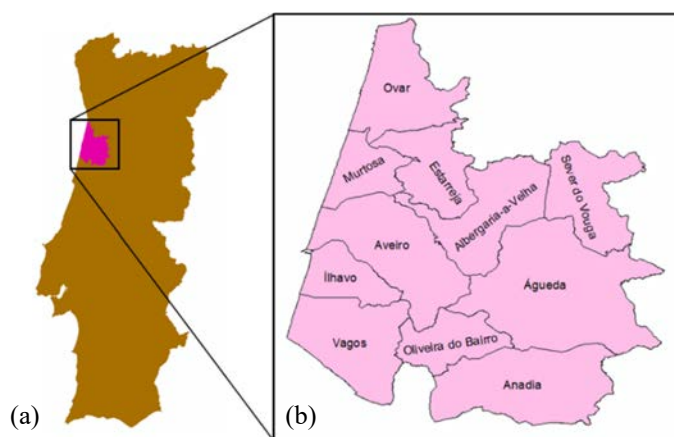 Ovar
Murtosa
Estarreja
Albergaria-a-Velha
Sever do Vouga
Aveiro
Ílhavo
Águeda
Vagos
Oliveira do Bairro
Anadia
(a)
(b)